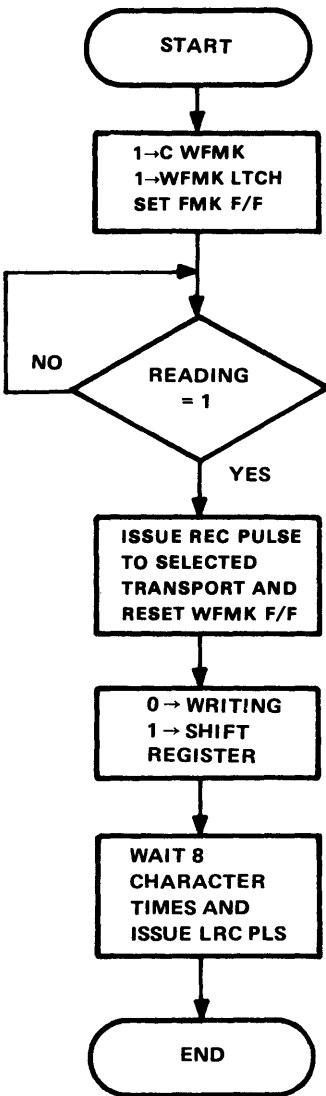 START
1→C WFMK
1→WFMK LTCH
SET FMK F/F
NO
READING
= 1
YES
ISSUE REC PULSE
TO SELECTED
TRANSPORT AND
RESET WFMK F/F
0→ WRITING
1→ SHIFT
REGISTER
WAIT 8
CHARACTER
TIMES AND
ISSUE LRC PLS
END